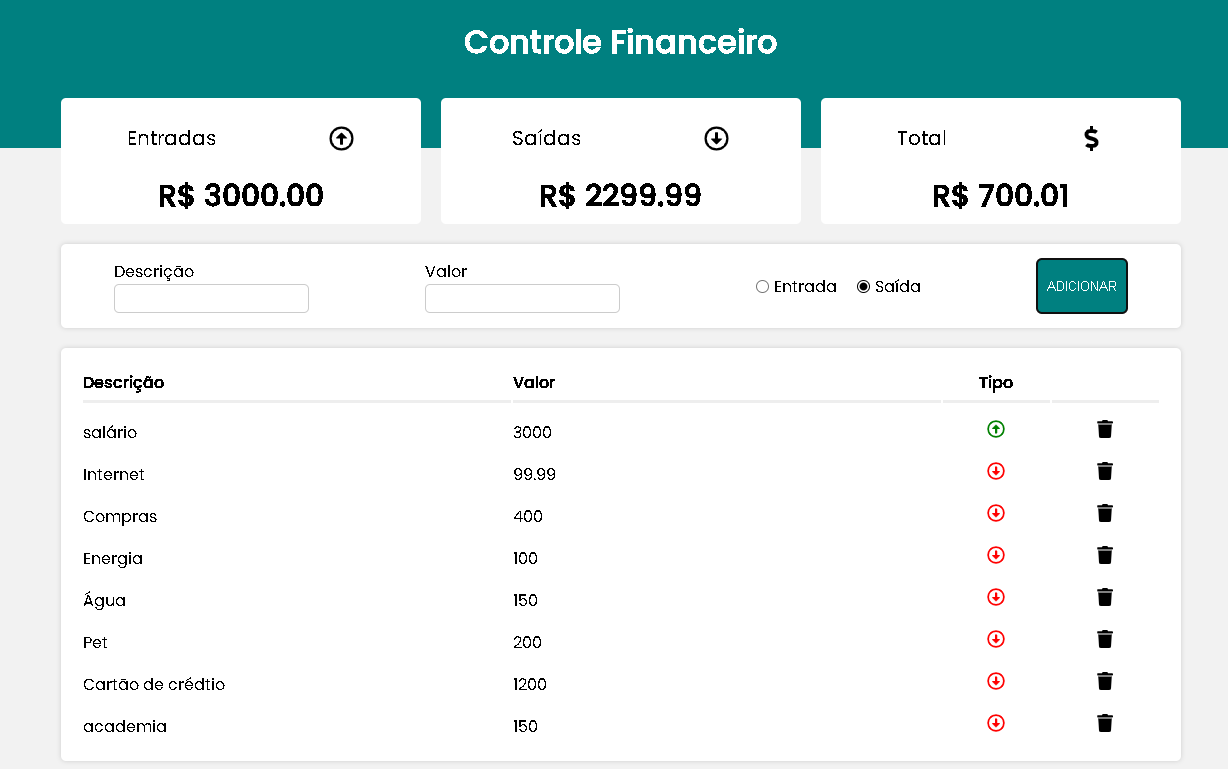 Controle Financeiro
Entradas
R$ 3000.00
Saídas
R$ 2299.99
Total
R$ 700.01
Descrição
Valor
Entrada Saída
ADICIONAR
Descrição Valor Tipo
salário 3000
Internet 99.99
Compras 400
Energia 100
Água 150
Pet 200
Cartão de crédtio 1200
academia 150